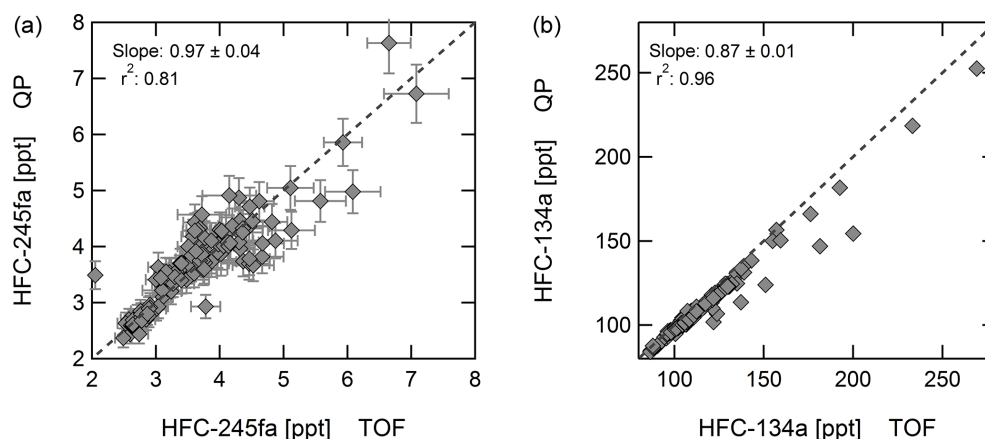 (a)
Slope: 0.97 ± 0.04
r2: 0.81
HFC-245fa [ppt] QP
8
7
6
5
4
3
2
2 3 4 5 6 7 8
HFC-245fa [ppt] TOF
(b)
Slope: 0.87 ± 0.01
r2: 0.96
HFC-134a [ppt] QP
250
200
150
100
100 150 200 250
HFC-134a [ppt] TOF